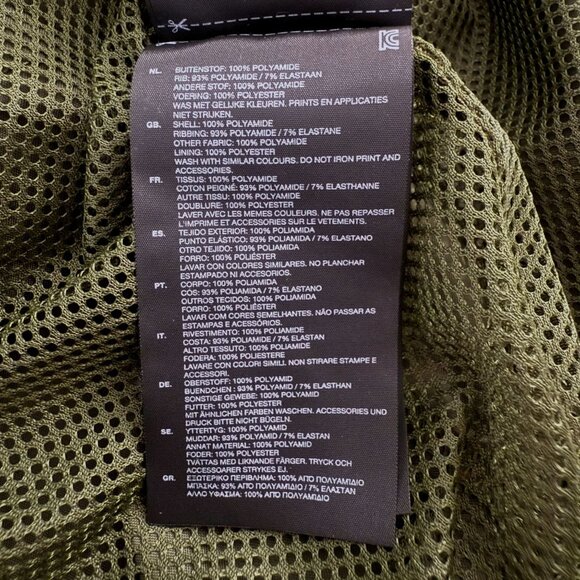 NL. BUITENSTOF: 100% POLYAMIDE
RIB: 93% POLYAMIDE / 7% ELASTAAN
ANDERE STOF: 100% POLYAMIDE
VOERING: 100% POLYESTER
WAS MET GELIJKE KLEUREN. PRINTS EN APPLICATIES
NIET STRIJKEN.
GB. SHELL: 100% POLYAMIDE
RIBBING: 93% POLYAMIDE / 7% ELASTANE
OTHER FABRIC: 100% POLYAMIDE
LINING: 100% POLYESTER
WASH WITH SIMILAR COLOURS. DO NOT IRON PRINT AND
ACCESSORIES.
FR. TISSUS: 100% POLYAMIDE
COTON PEIGNÉ: 93% POLYAMIDE / 7% ELASTHANNE
AUTRE TISSU: 100% POLYAMIDE
DOUBLURE: 100% POLYESTER
LAVER AVEC LES MEMES COULEURS, NE PAS REPASSER
L'IMPRIME ET ACCESSOIRES SUR LE VETEMENTS.
ES. TEJIDO EXTERIOR: 100% POLIAMIDA
PUNTO ELÁSTICO: 93% POLIAMIDA / 7% ELASTANO
OTRO TEJIDO: 100% POLIAMIDA
FORRO: 100% POLIÉSTER
LAVAR CON COLORES SIMILARES. NO PLANCHAR
ESTAMPADO NI ACCESORIOS.
PT. CORPO: 100% POLIAMIDA
COS: 93% POLIAMIDA / 7% ELASTANO
OUTROS TECIDOS: 100% POLIAMIDA
FORRO: 100% POLIÉSTER
LAVAR COM CORES SEMELHANTES. NÃO PASSAR AS
ESTAMPAS E ACESSÓRIOS.
IT. RIVESTIMENTO: 100% POLIAMIDE
COSTA: 93% POLIAMIDE / 7% ELASTAN
ALTRO TESSUTO: 100% POLIAMIDE
FODERA: 100% POLIESTERE
LAVARE CON COLORI SIMILI. NON STIRARE STAMPE E
ACCESSORI.
DE. OBERSTOFF: 100% POLYAMID
BUENDCHEN : 93% POLYAMID / 7% ELASTHAN
SONSTIGE GEWEBE: 100% POLYAMID
FUTTER: 100% POLYESTER
MIT ÄHNLICHEN FARBEN WASCHEN. ACCESSORIES UND
DRUCK BITTE NICHT BÜGELN.
SE. YTTERTYG: 100% POLYAMID
MUDDAR: 93% POLYAMID / 7% ELASTAN
ANNAT MATERIAL: 100% POLYAMID
FODER: 100% POLYESTER
TVÄTTAS MED LIKNANDE FÄRGER. TRYCK OCH
ACCESSOARER STRYKES EJ.
GR. ΕΞΩΤΕΡΙΚΟ ΠΕΡΙΒΛΗΜΑ: 100% ΑΠΌ ΠΟΛΥΑΜΊΔΙΟ
ΜΠΑΣΚΑ: 93% ΑΠΌ ΠΟΛΥΑΜΊΔΙΟ / 7% ΕΛΑΣΤΑΝ
ΑΛΛΟ ΥΦΑΣΜΑ: 100% ΑΠΌ ΠΟΛΥΑΜΊΔΙΟ